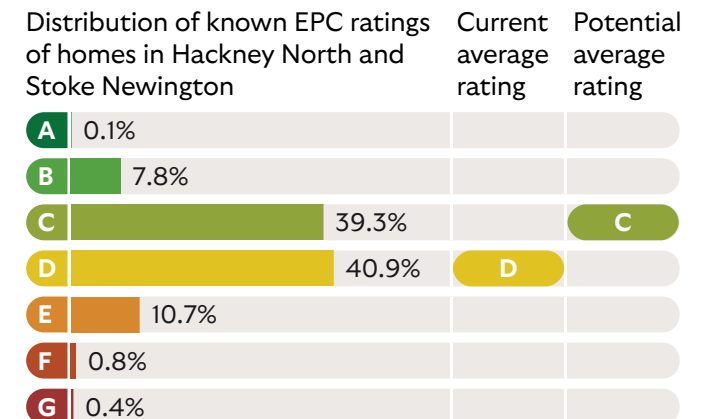 Distribution of known EPC ratings
of homes in Hackney North and
Stoke Newington
Current
average
rating
Potential
average
rating
A 0.1%
B 7.8%
C 39.3% C
D 40.9% D
E 10.7%
F 0.8%
G 0.4%